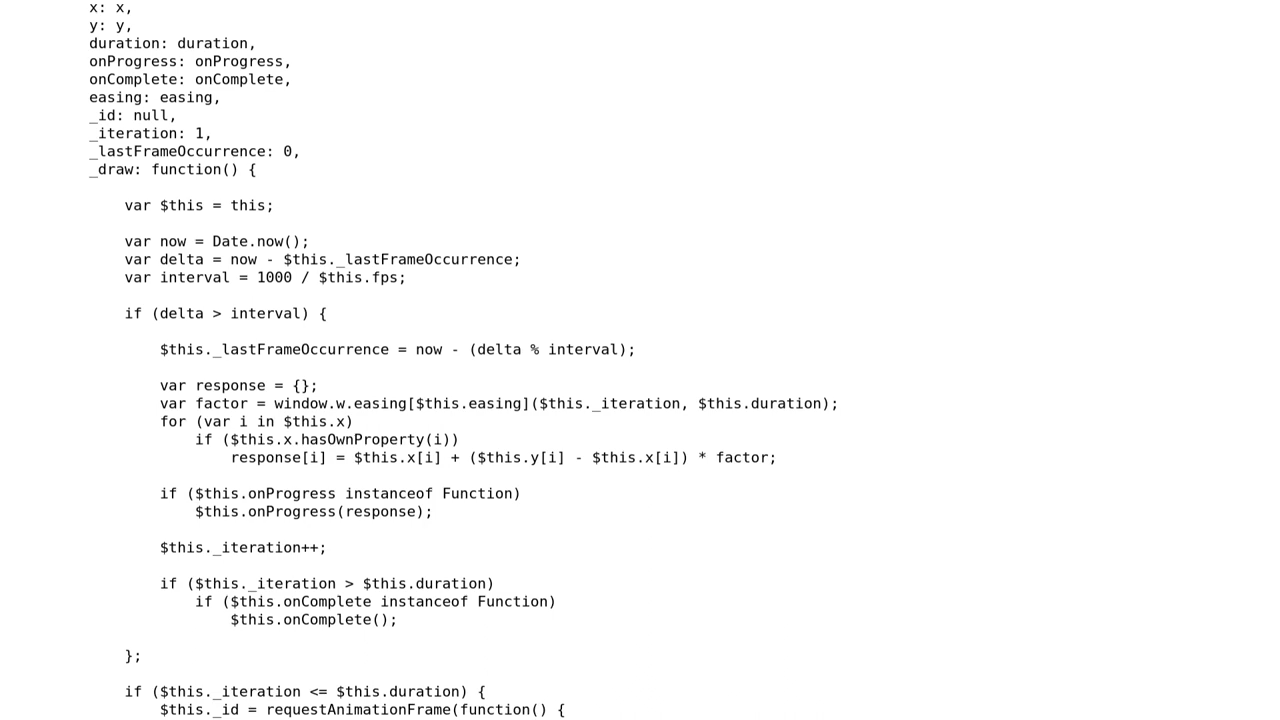 x: x,
y: y,
duration: duration,
onProgress: onProgress,
onComplete: onComplete,
easing: easing,
_id: null,
_iteration: 1,
_lastFrameOccurrence: 0,
_draw: function() {
var $this = this;
var now = Date.now();
var delta = now - $this._lastFrameOccurrence;
var interval = 1000 / $this.fps;
if (delta > interval) {
$this._lastFrameOccurrence = now - (delta % interval);
var response = {};
var factor = window.w.easing[$this.easing]($this._iteration, $this.duration);
for (var i in $this.x)
if ($this.x.hasOwnProperty(i))
response[i] = $this.x[i] + ($this.y[i] - $this.x[i]) * factor;
if ($this.onProgress instanceof Function)
$this.onProgress(response);
$this._iteration++;
if ($this._iteration > $this.duration)
if ($this.onComplete instanceof Function)
$this.onComplete();
};
if ($this._iteration <= $this.duration) {
$this._id = requestAnimationFrame(function() {